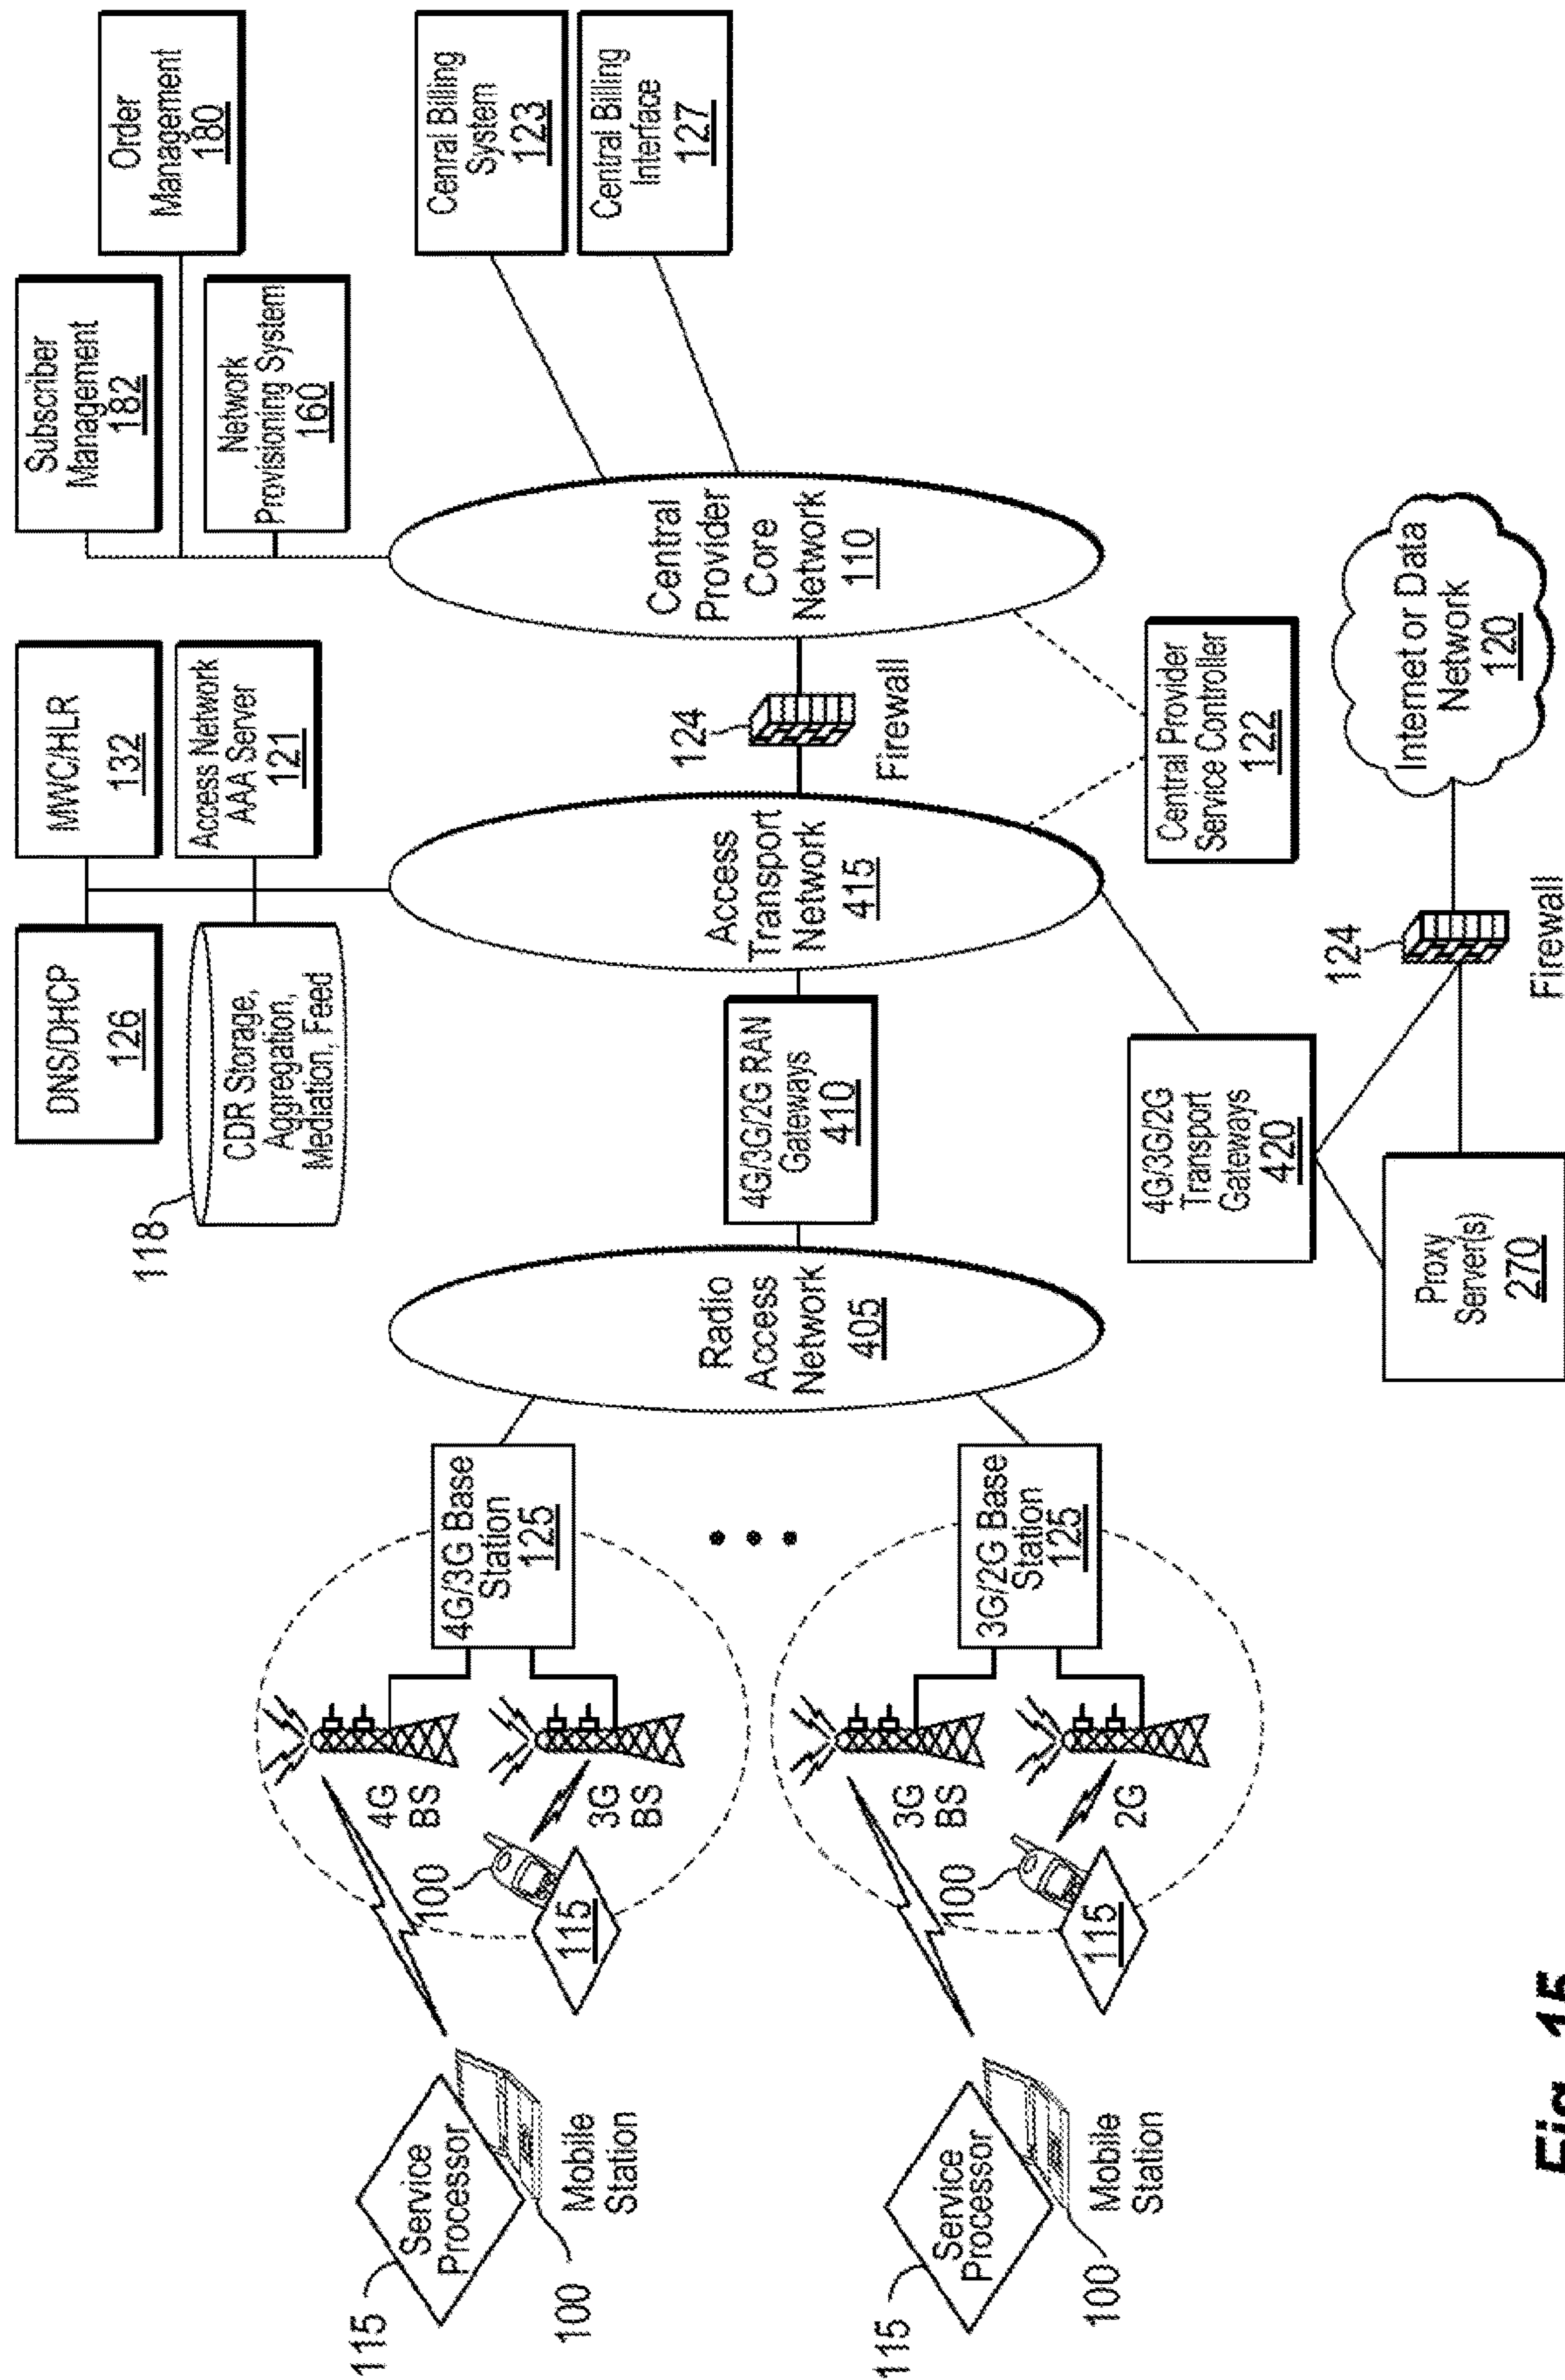 Subscriber
Management
182
Order
Management
180
Network
Provisioning System
160
Cenral Billing
System
123
Central Billing
Interface
127
DNS/DHCP
126
MWC/HLR
132
118
CDR Storage,
Aggregation,
Mediation, Feed
Access Network
AAA Server
121
115
Service
Processor
100
Mobile
Station
4G
BS
100
3G
BS
115
4G/3G Base
Station
125
115
Service
Processor
100
Mobile
Station
3G
BS
100
2G
115
3G/2G Base
Station
125
Radio
Access
Network
405
4G/3G/2G RAN
Gateways
410
Access
Transport
Network
415
124
Firewall
Central
Provider
Core
Network
110
Central Provider
Service Controller
122
4G/3G/2G
Transport
Gateways
420
Proxy
Server(s)
270
124
Firewall
Internet or Data
Network
120
Fig. 15